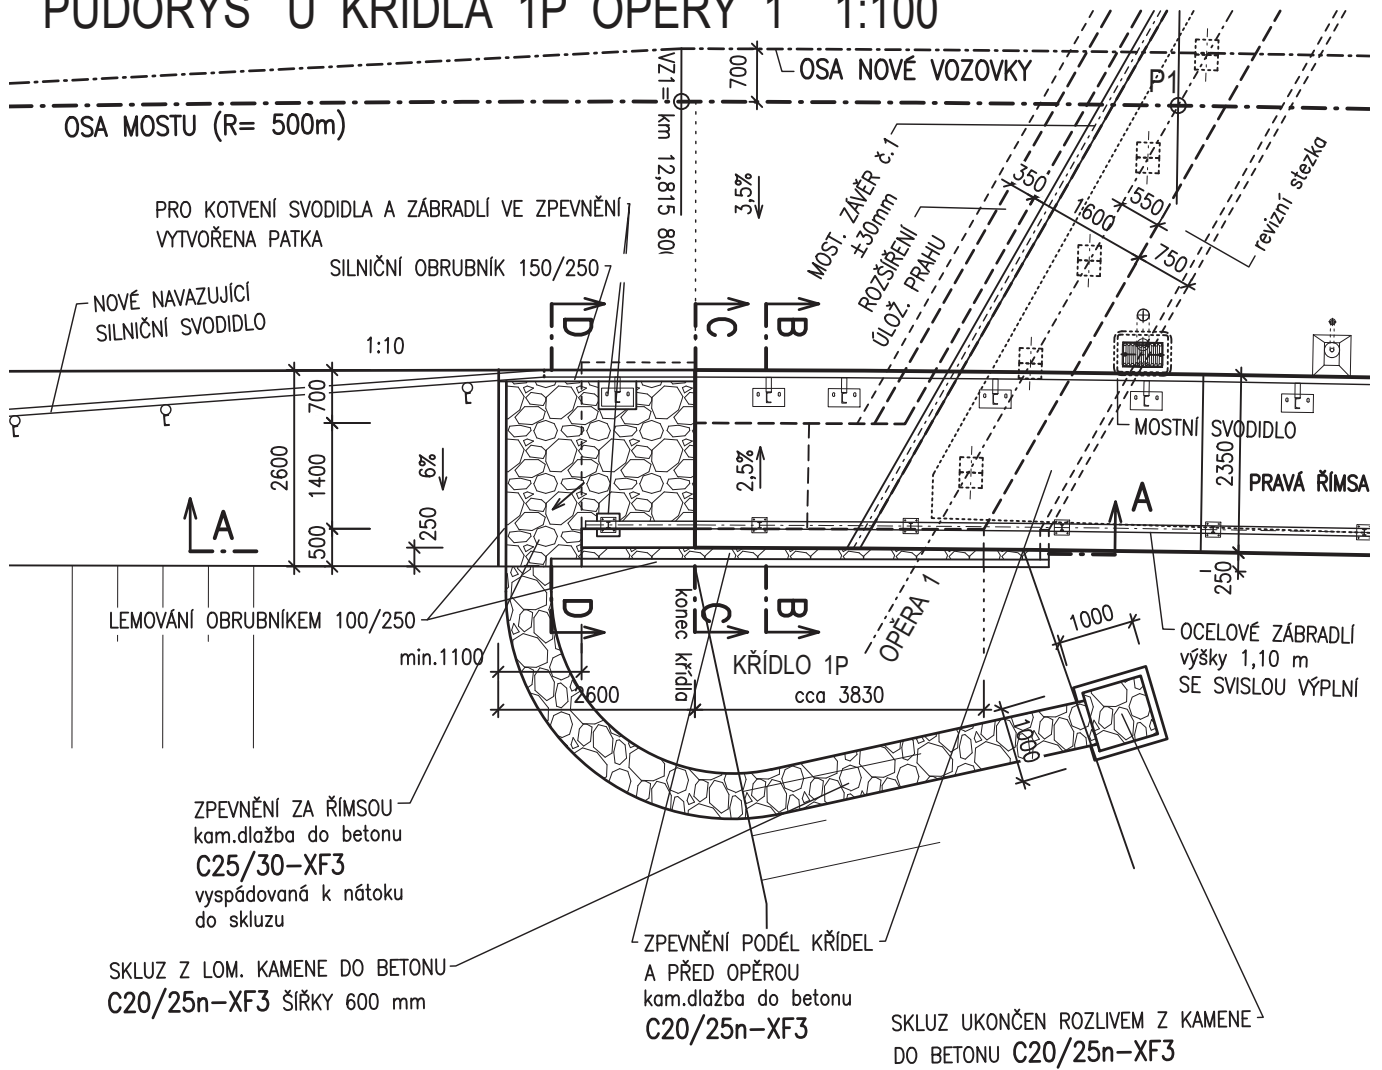 PŮDORYS U KŘÍDLA 1P OPĚRY 1 1:100
OSA NOVÉ VOZOVKY
700
VZ1= km 12,815 80
P1
OSA MOSTU (R= 500m)
3,5%
MOST. ZÁVĚR č.1
±30mm
ROZŠÍŘENÍ
ÚLOŽ. PRAHU
350
1600
550
750
revizní stezka
PRO KOTVENÍ SVODIDLA A ZÁBRADLÍ VE ZPEVNĚNÍ
VYTVOŘENA PATKA
SILNIČNÍ OBRUBNÍK 150/250
NOVÉ NAVAZUJÍCÍ
SILNIČNÍ SVODIDLO
D
C
B
1:10
700
2600
1400
500
6%
250
2,5%
MOSTNÍ SVODIDLO
2350
PRAVÁ ŘÍMSA
A
A
250
LEMOVÁNÍ OBRUBNÍKEM 100/250
D
C
B
konec křídla
KŘÍDLO 1P
OPĚRA 1
1000
OCELOVÉ ZÁBRADLÍ
výšky 1,10 m
SE SVISLOU VÝPLNÍ
min.1100
2600
cca 3830
1000
ZPEVNĚNÍ ZA ŘÍMSOU
kam.dlažba do betonu
C25/30-XF3
vyspádovaná k nátoku
do skluzu
SKLUZ Z LOM. KAMENE DO BETONU
C20/25n-XF3 ŠÍŘKY 600 mm
ZPEVNĚNÍ PODÉL KŘÍDEL
A PŘED OPĚROU
kam.dlažba do betonu
C20/25n-XF3
SKLUZ UKONČEN ROZLIVEM Z KAMENE
DO BETONU C20/25n-XF3